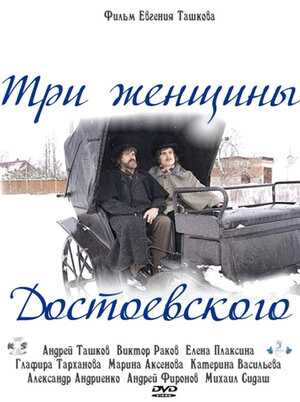 Фильм Евгения Ташкова
Три женщины
Достоевского
Андрей Ташков Виктор Раков Елена Плаксина
Глафира Тарханова Марина Аксенова Катерина Васильева
Александр Андриенко Андрей Фиронов Михаил Сидаш
DVD
VIDEO